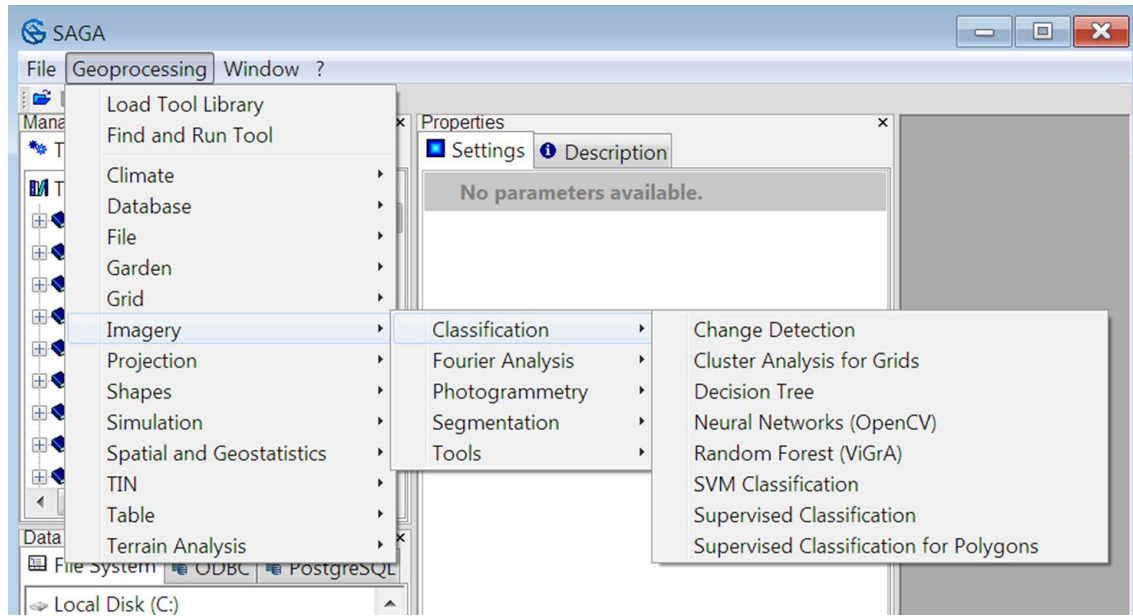 SAGA
File Geoprocessing Window ?
Load Tool Library
Find and Run Tool
Climate
Database
File
Garden
Grid
Imagery
Projection
Shapes
Simulation
Spatial and Geostatistics
TIN
Table
Terrain Analysis
Classification
Fourier Analysis
Photogrammetry
Segmentation
Tools
Change Detection
Cluster Analysis for Grids
Decision Tree
Neural Networks (OpenCV)
Random Forest (ViGrA)
SVM Classification
Supervised Classification
Supervised Classification for Polygons
Mana
T
T
Properties
Settings Description
No parameters available.
Data
File System ODBC PostgreSQL
Local Disk (C:)